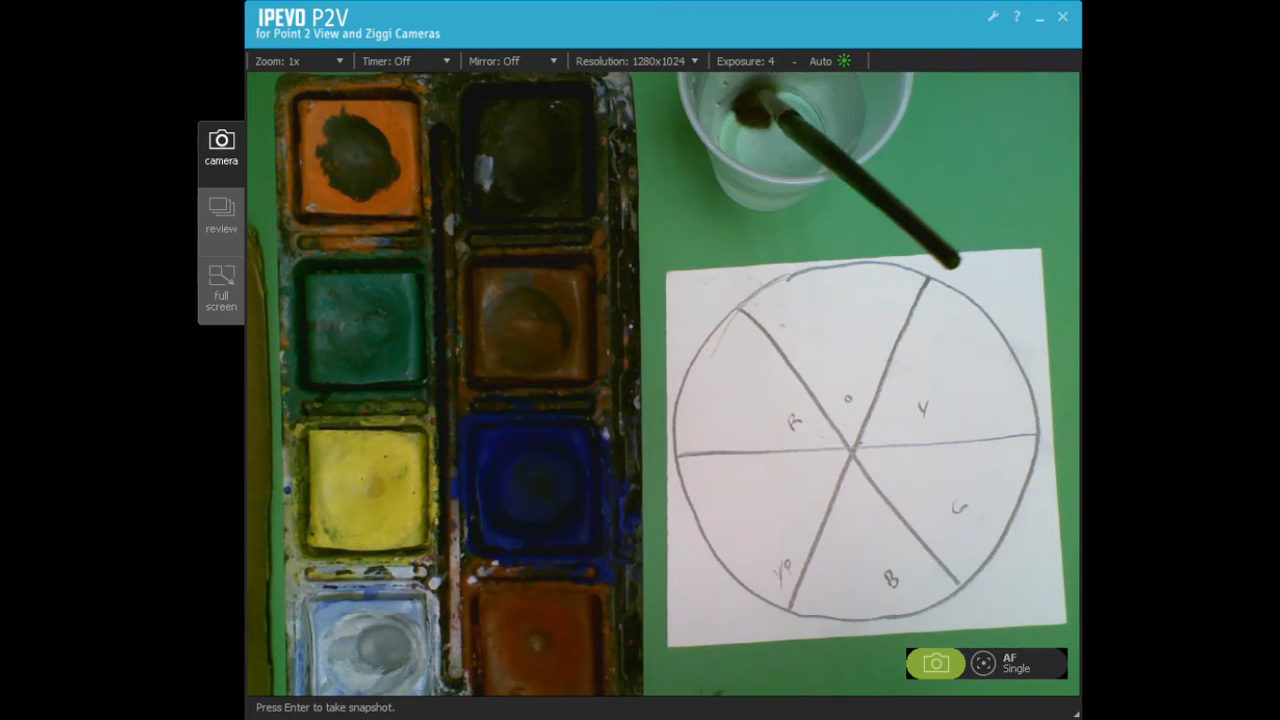 IPEVO P2V
for Point 2 View and Ziggi Cameras
Zoom: 1x
Timer: Off
Mirror: Off
Resolution: 1280x1024
Exposure: 4 - Auto
camera
review
full
screen
O
R
Y
G
B
AF
Single
Press Enter to take snapshot.